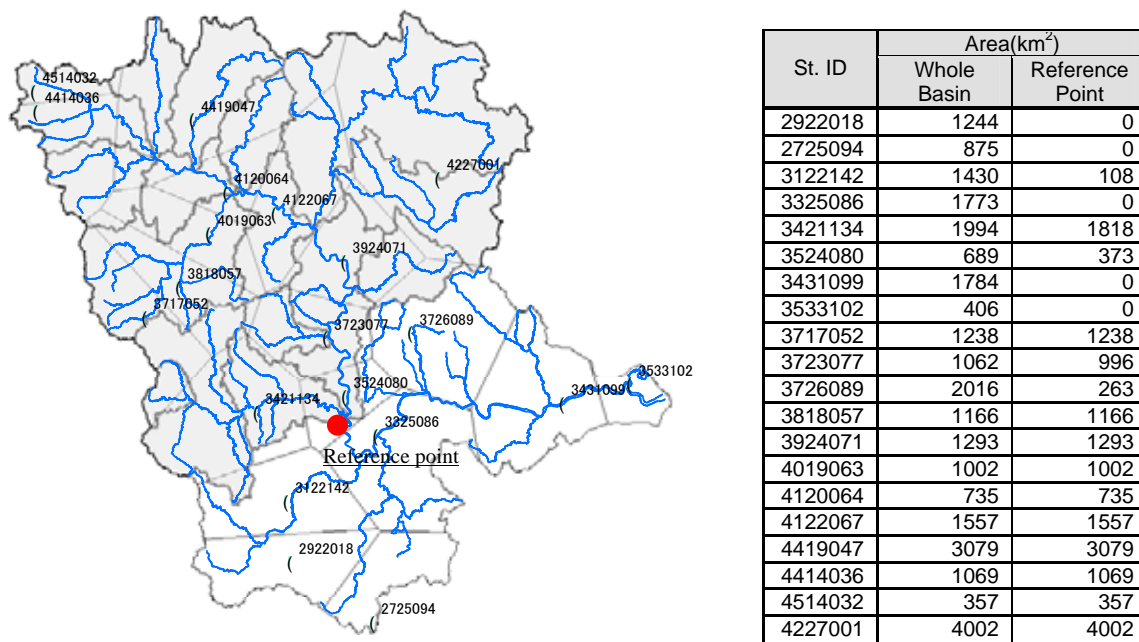 4514032
4414036
4419047
4227001
4120064
4122067
4019063
3924071
3818057
3717052
3723077
3726089
3533102
3524080
3431099
3421134
3325086
Reference point
3122142
2922018
2725094
St. ID Area(km2)
Whole Basin Reference Point
2922018 1244 0
2725094 875 0
3122142 1430 108
3325086 1773 0
3421134 1994 1818
3524080 689 373
3431099 1784 0
3533102 406 0
3717052 1238 1238
3723077 1062 996
3726089 2016 263
3818057 1166 1166
3924071 1293 1293
4019063 1002 1002
4120064 735 735
4122067 1557 1557
4419047 3079 3079
4414036 1069 1069
4514032 357 357
4227001 4002 4002